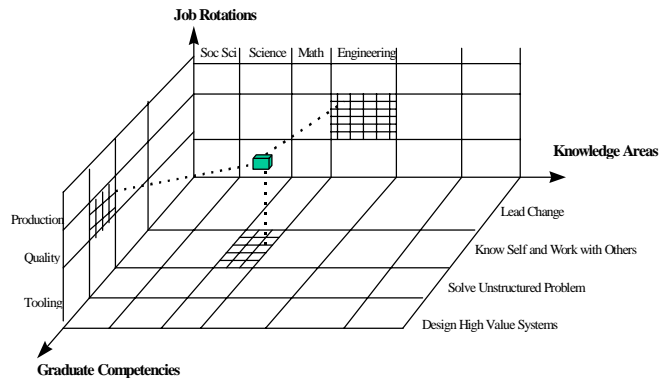 Job Rotations
Soc Sci Science Math Engineering
Knowledge Areas
Lead Change
Production
Know Self and Work with Others
Quality
Solve Unstructured Problem
Tooling
Design High Value Systems
Graduate Competencies